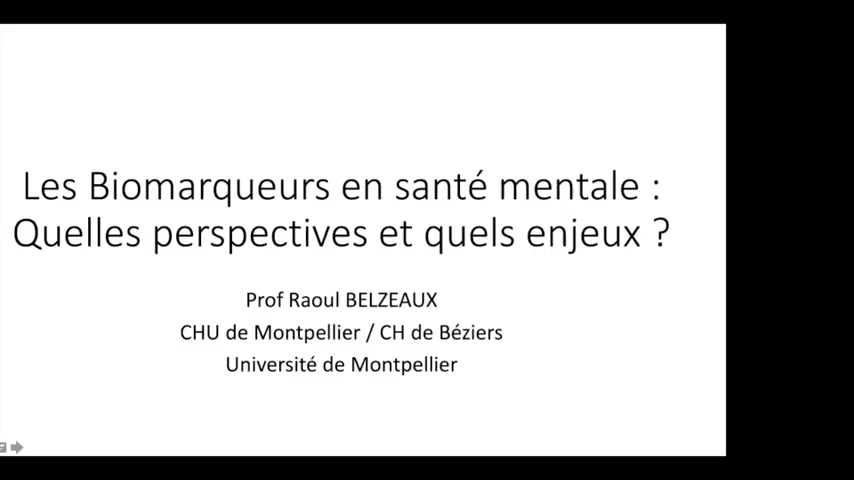 Les Biomarqueurs en santé mentale :
Quelles perspectives et quels enjeux ?
Prof Raoul BELZEAUX
CHU de Montpellier / CH de Béziers
Université de Montpellier